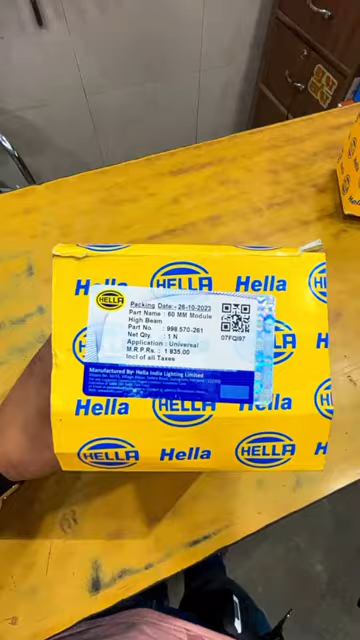 Hella
HELLA
Hella
HELLA
HELLA
Packing Date:- 26-10-2023
Part Name : 60 MM Module
High Beam
Part No. : 998.570-261
Net Qty. : 1 N
Application : Universal
M.R.P.Rs. : 1 835.00
Incl of all Taxes
07FQI97
Manufactured By- Hella India Lighting Limited
Hella
HELLA
Hella
HELLA
Hella
HELLA